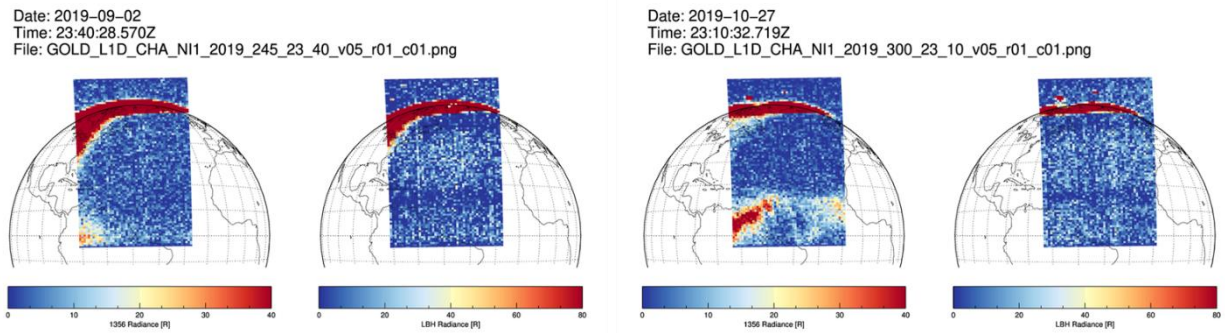 Date: 2019-09-02
Time: 23:40:28.570Z
File: GOLD_L1D_CHA_NI1_2019_245_23_40_v05_r01_c01.png
0 10 20 30 40
1356 Radiance [R]
0 20 40 60 80
LBH Radiance [R]
Date: 2019-10-27
Time: 23:10:32.719Z
File: GOLD_L1D_CHA_NI1_2019_300_23_10_v05_r01_c01.png
0 10 20 30 40
1356 Radiance [R]
0 20 40 60 80
LBH Radiance [R]